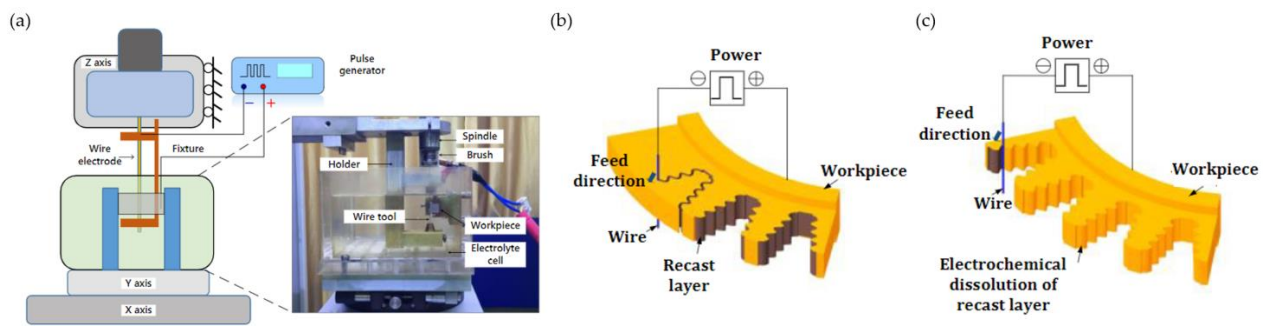 (a)
Z axis
Pulse
generator
−
+
Wire
electrode
Fixture
Y axis
X axis
Spindle
Brush
Holder
Wire tool
Workpiece
Electrolyte
cell
(b)
Power
Feed
direction
Workpiece
Wire
Recast
layer
(c)
Power
Feed
direction
Workpiece
Wire
Electrochemical
dissolution of
recast layer